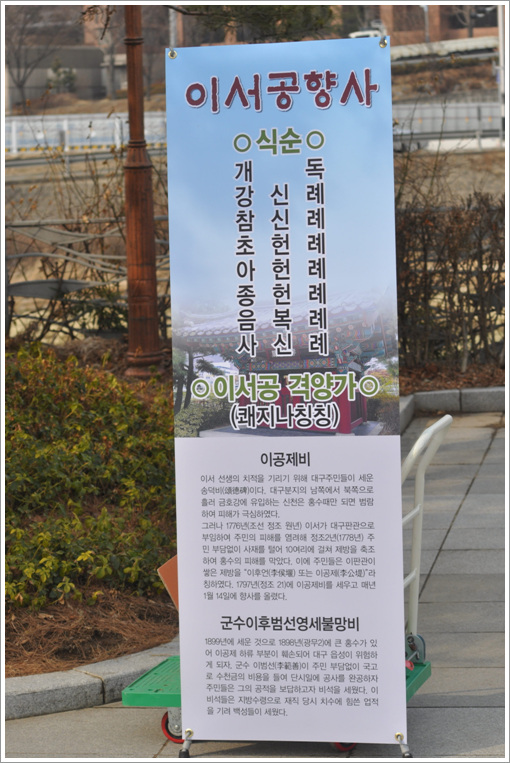 이서공향사
○식순○
개 독
강신례
참신례
초헌례
아헌례
종헌례
음복례
사신례
○이서공 격양가○
(쾌지나칭칭)
이공제비
이서 선생의 치적을 기리기 위해 대구주민들이 세운
송덕비(頌德碑)이다. 대구분지의 남쪽에서 북쪽으로
흘러 금호강에 유입하는 신천은 홍수때만 되면 범람
하여 피해가 극심하였다.
그러나 1776년(조선 정조 원년) 이서가 대구판관으로
부임하여 주민의 피해를 염려해 정조2년(1778년) 주
민 부담없이 사재를 털어 10여리에 걸쳐 제방을 축조
하여 홍수의 피해를 막았다. 이에 주민들은 이판관이
쌓은 제방을 "이후언(李侯堰) 또는 이공제(李公堤)"라
칭하였다. 1797년(정조 21)에 이공제비를 세우고 매년
1월 14일에 향사를 올렸다.
군수이후범선영세불망비
1899년에 세운 것으로 1898년(광무2)에 큰 홍수가 있
어 이공제 하류 부분이 훼손되어 대구 읍성이 위험하
게 되자, 군수 이범선(李範善)이 주민 부담없이 국고
로 수천금의 비용을 들여 단시일에 공사를 완공하자
주민들은 그의 공적을 보답하고자 비석을 세웠다. 이
비석들은 지방수령으로 재직 당시 치수에 힘쓴 업적
을 기려 백성들이 세웠다.